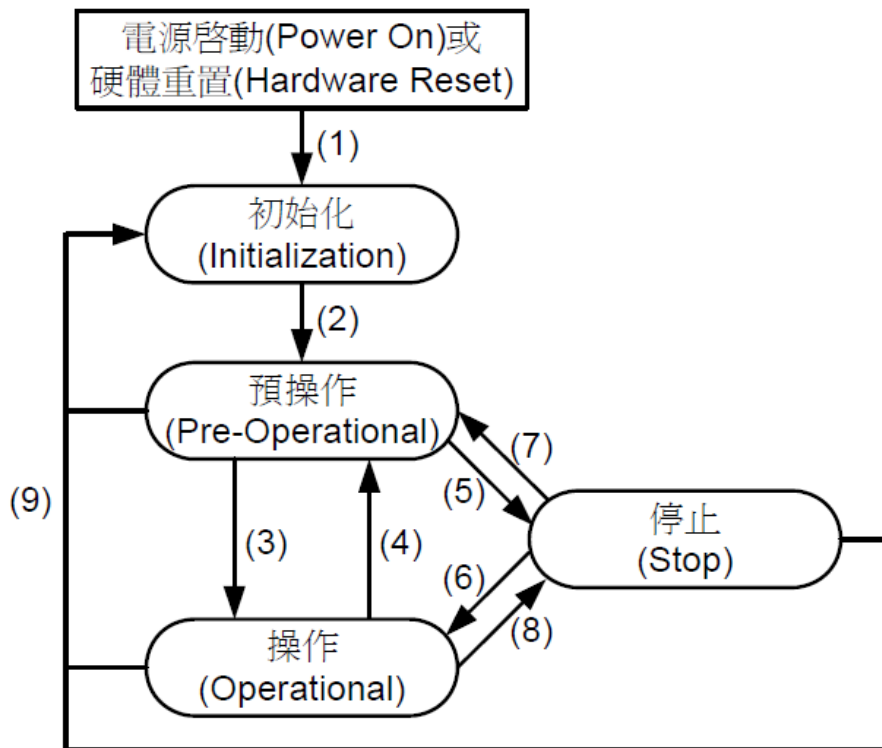 電源啓動(Power On)或
硬體重置(Hardware Reset)
(1)
初始化
(Initialization)
(2)
預操作
(Pre-Operational)
(7)
(5)
(9)
(3)
(4)
停止
(Stop)
(6)
(8)
操作
(Operational)